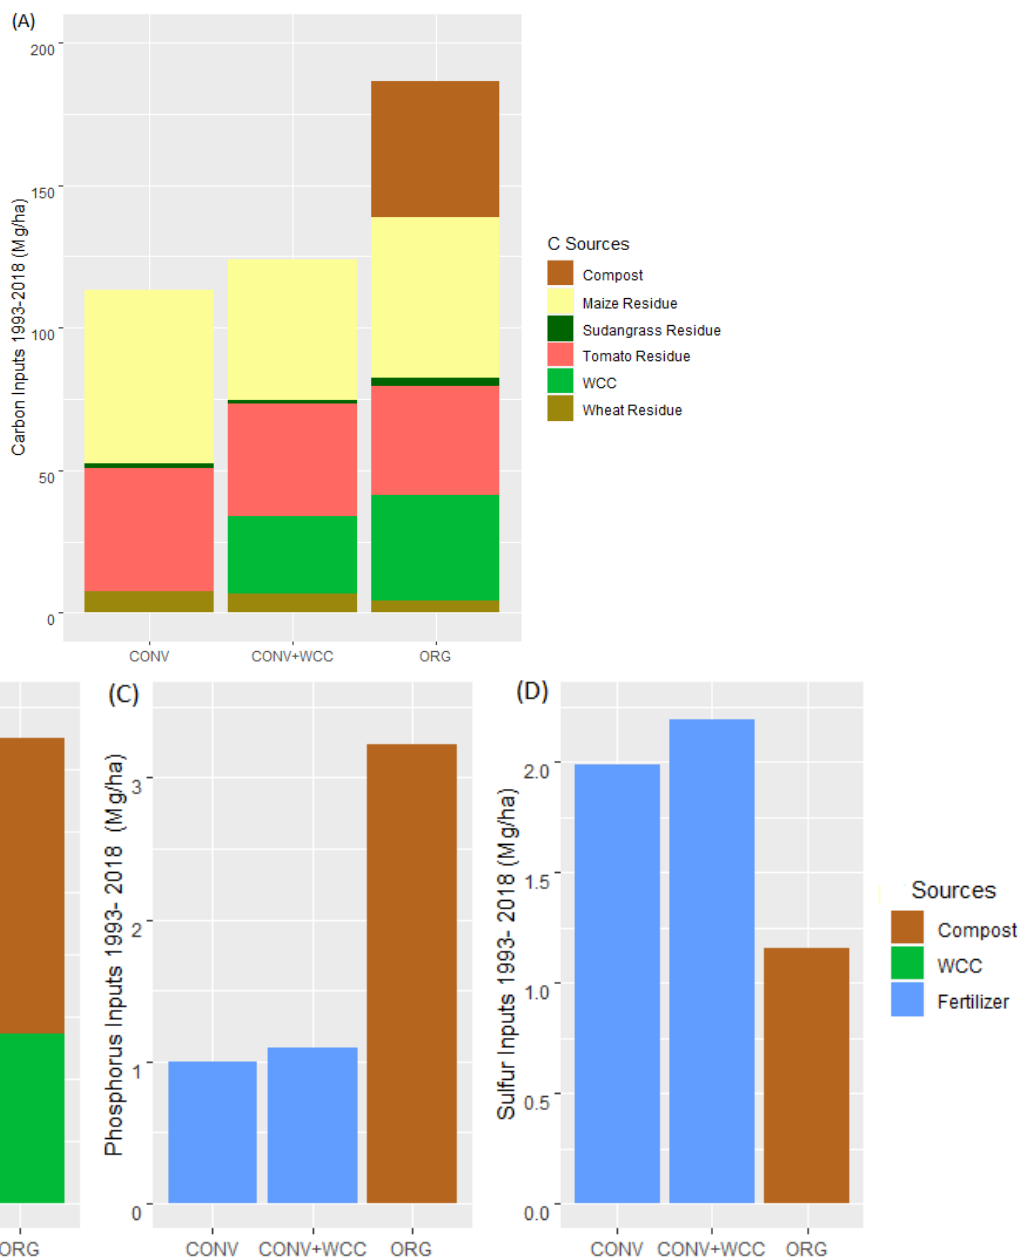 (A)
Carbon Inputs 1993-2018 (Mg/ha)
200
150
100
50
0
CONV CONV+WCC ORG
C Sources
Compost
Maize Residue
Sudangrass Residue
Tomato Residue
WCC
Wheat Residue
ORG
(C)
Phosphorus Inputs 1993- 2018 (Mg/ha)
3
2
1
0
CONV CONV+WCC ORG
(D)
Sulfur Inputs 1993- 2018 (Mg/ha)
2.0
1.5
1.0
0.5
0.0
CONV CONV+WCC ORG
Sources
Compost
WCC
Fertilizer